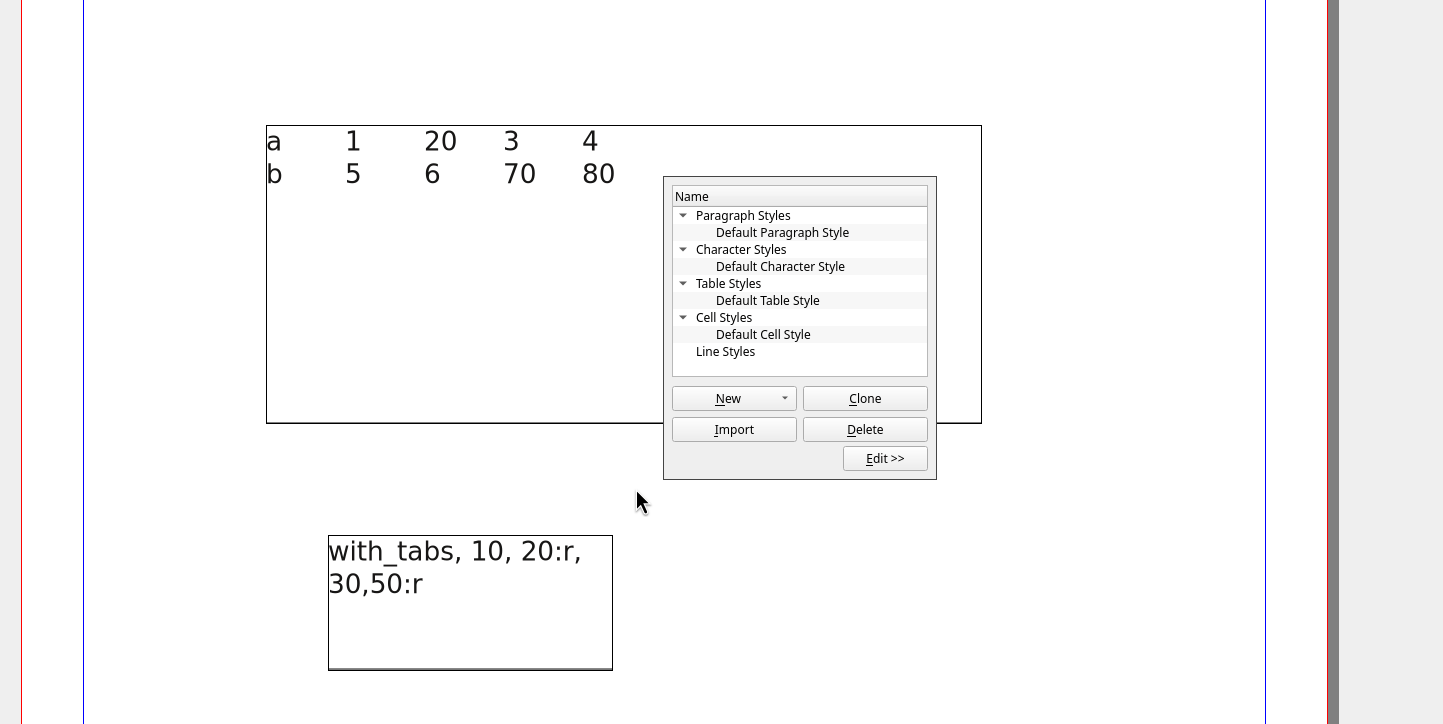 a 1 20 3 4
b 5 6 70 80
Name
Paragraph Styles
Default Paragraph Style
Character Styles
Default Character Style
Table Styles
Default Table Style
Cell Styles
Default Cell Style
Line Styles
New Clone
Import Delete
Edit >>
with_tabs, 10, 20:r,
30,50:r